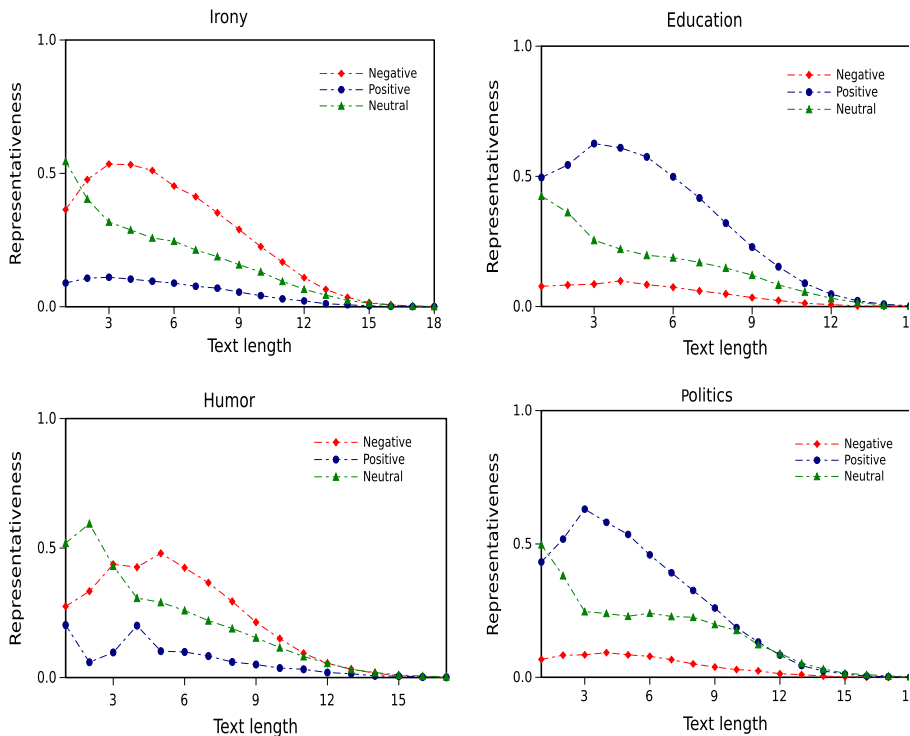 Irony
Representativeness
1.0
0.5
0.0
Negative
Positive
Neutral
3 6 9 12 15 18
Text length
Education
Representativeness
1.0
0.5
0.0
Negative
Positive
Neutral
3 6 9 12 1
Text length
Humor
Representativeness
1.0
0.5
0.0
Negative
Positive
Neutral
3 6 9 12 15
Text length
Politics
Representativeness
1.0
0.5
0.0
Negative
Positive
Neutral
3 6 9 12 15 1
Text length